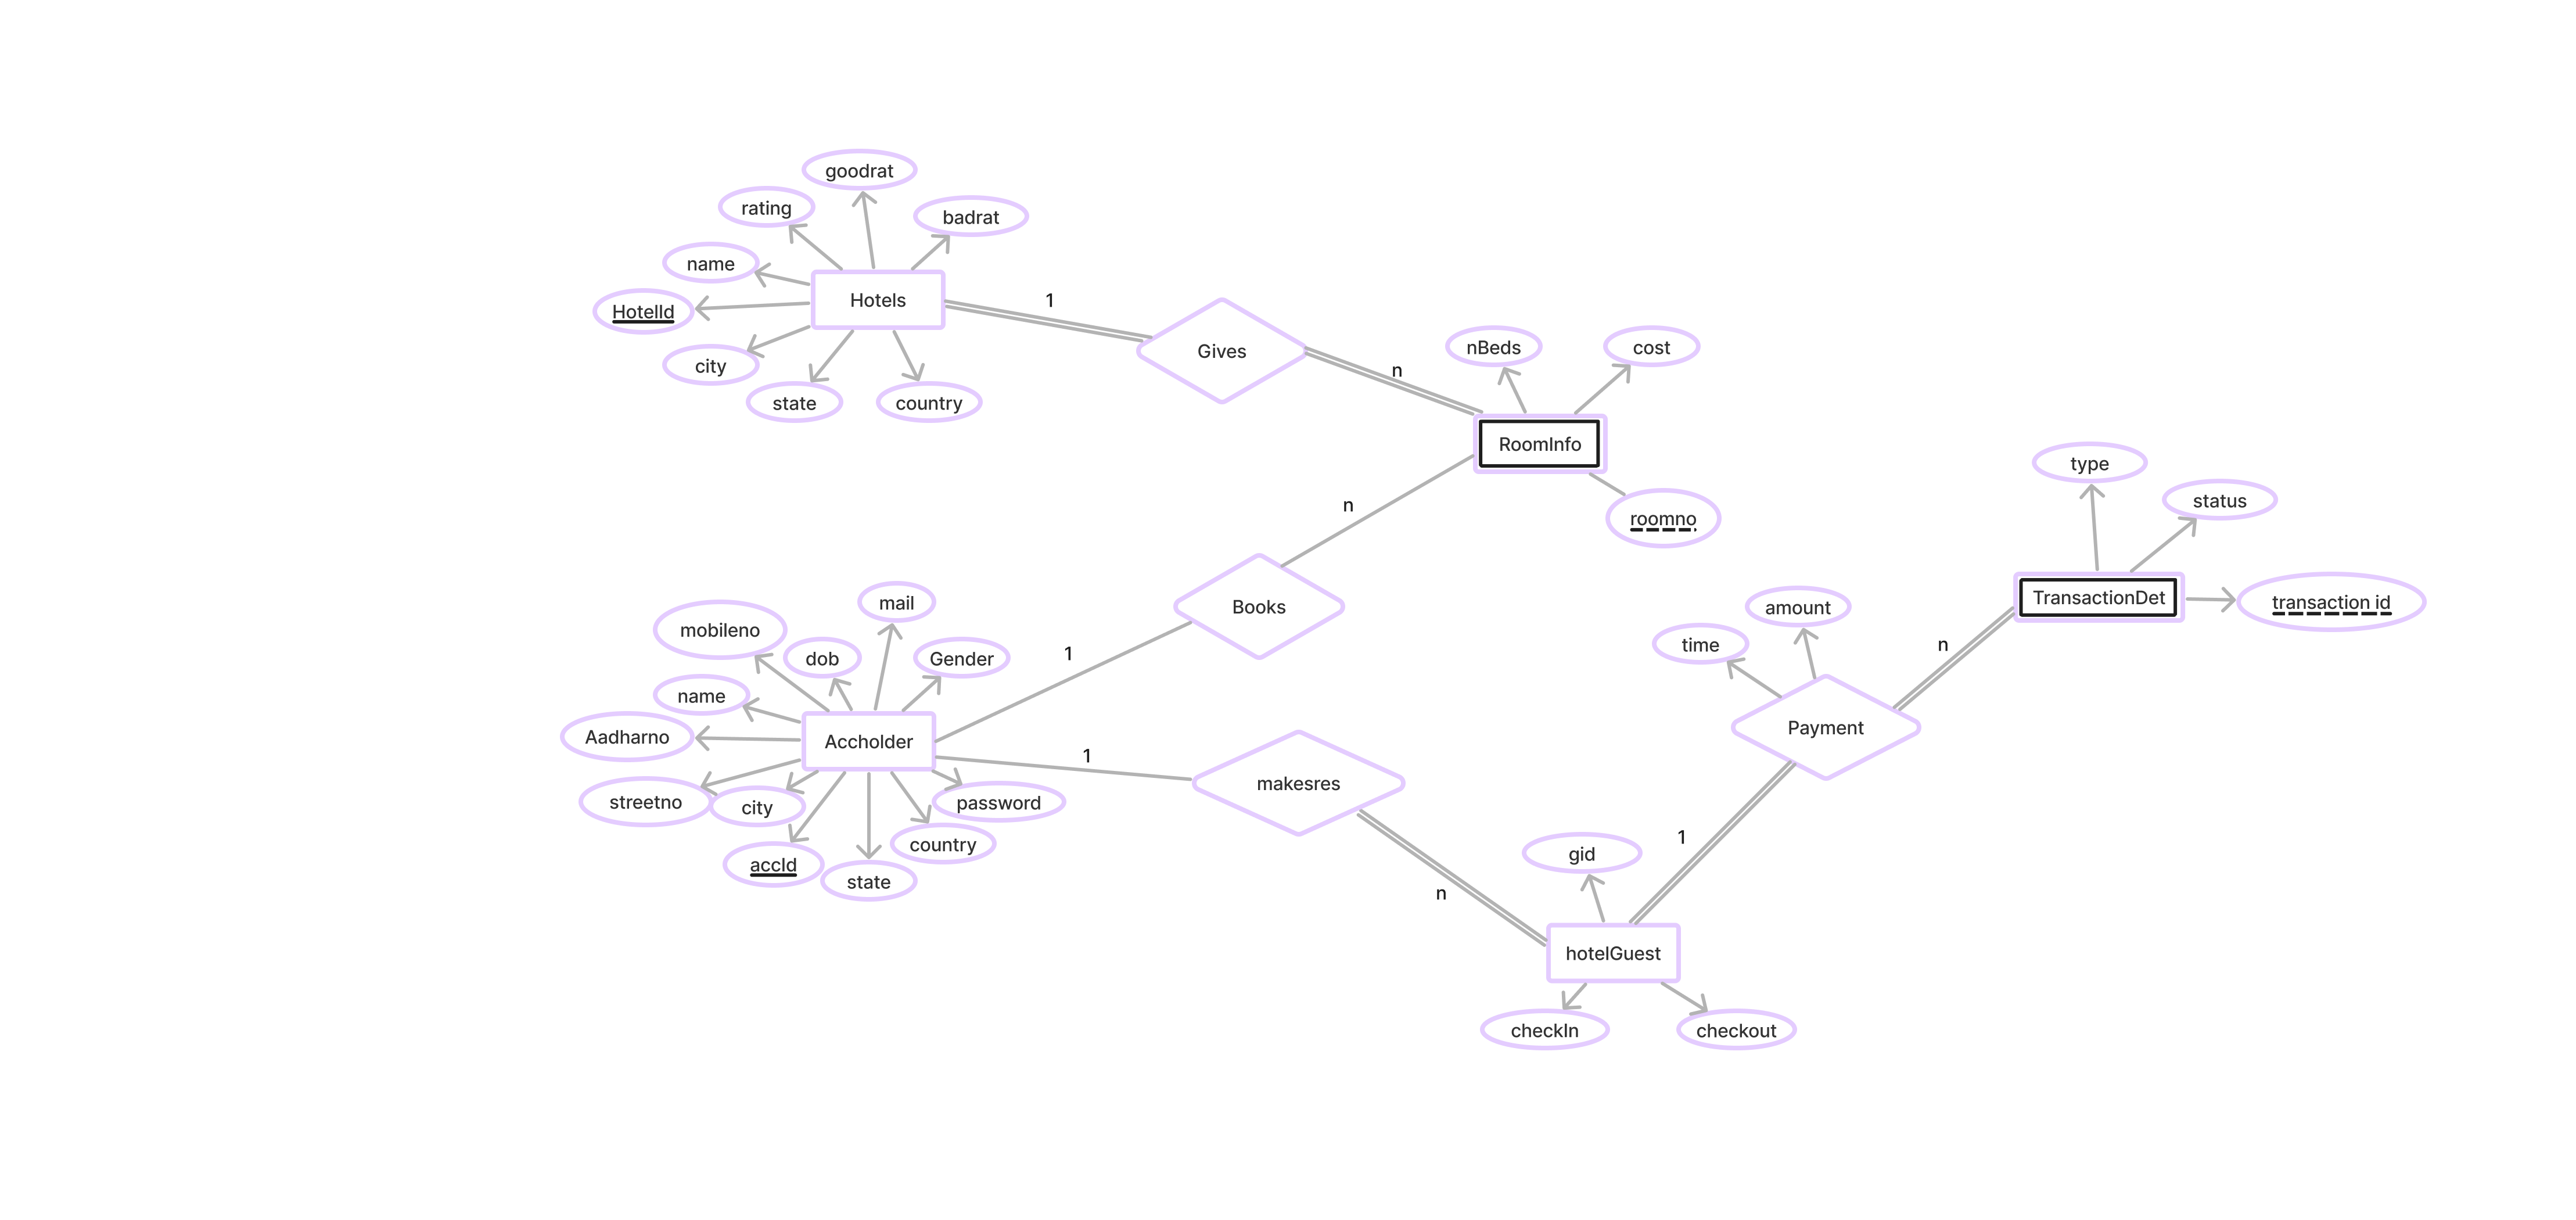 goodrat
rating
badrat
name
Hotels
HotelId
city
state
country
1
Gives
n
nBeds
cost
RoomInfo
roomno
n
Books
1
mail
mobileno
dob
Gender
name
Aadharno
Accholder
streetno
city
password
accId
state
country
1
makesres
n
type
status
TransactionDet
transaction id
n
amount
time
Payment
1
gid
hotelGuest
checkIn
checkout